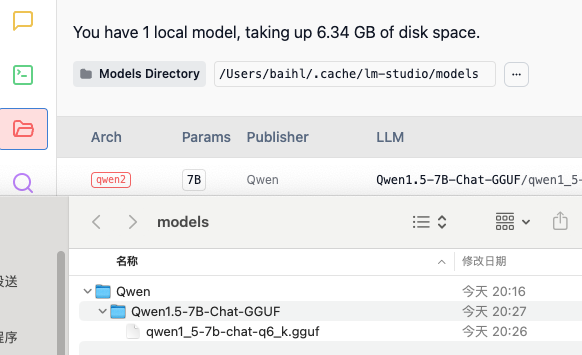 You have 1 local model, taking up 6.34 GB of disk space.
Models Directory /Users/baihl/.cache/lm-studio/models ...
Arch Params Publisher LLM
qwen2 7B Qwen Qwen1.5-7B-Chat-GGUF/qwen1_5-
models
名称 修改日期
Qwen 今天 20:16
Qwen1.5-7B-Chat-GGUF 今天 20:27
投送
qwen1_5-7b-chat-q6_k.gguf 今天 20:26
程序